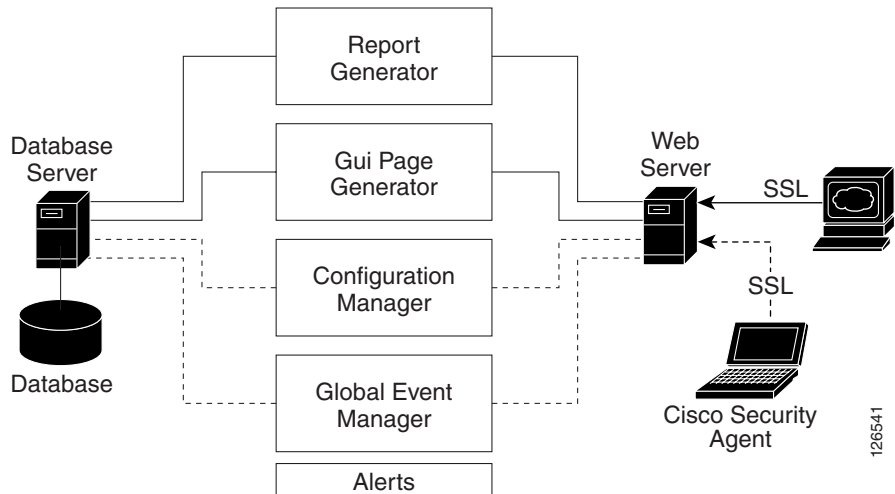 Report
Generator
Database
Server
Gui Page
Generator
Web
Server
SSL
Configuration
Manager
SSL
Database
Global Event
Manager
Cisco Security
Agent
126541
Alerts